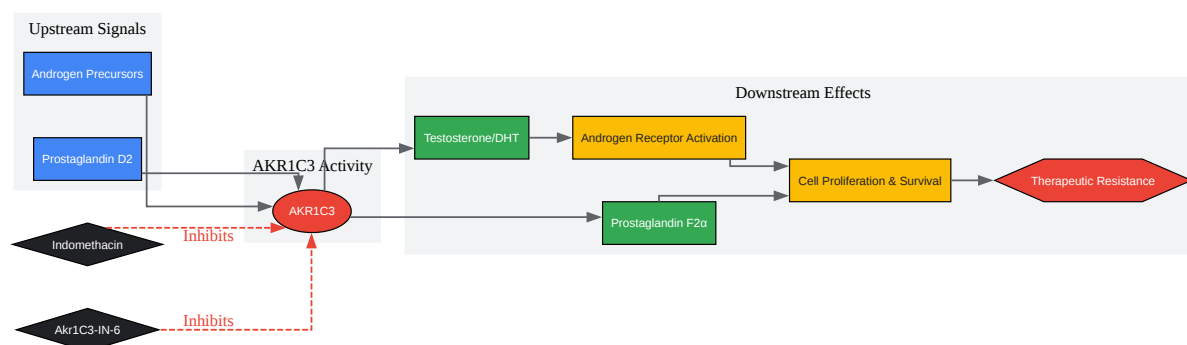 Upstream Signals
Androgen Precursors
Prostaglandin D2
Indomethacin
Inhibits
Akr1C3-IN-6
Inhibits
AKR1C3 Activity
AKR1C3
Downstream Effects
Testosterone/DHT
Androgen Receptor Activation
Prostaglandin F2α
Cell Proliferation & Survival
Therapeutic Resistance